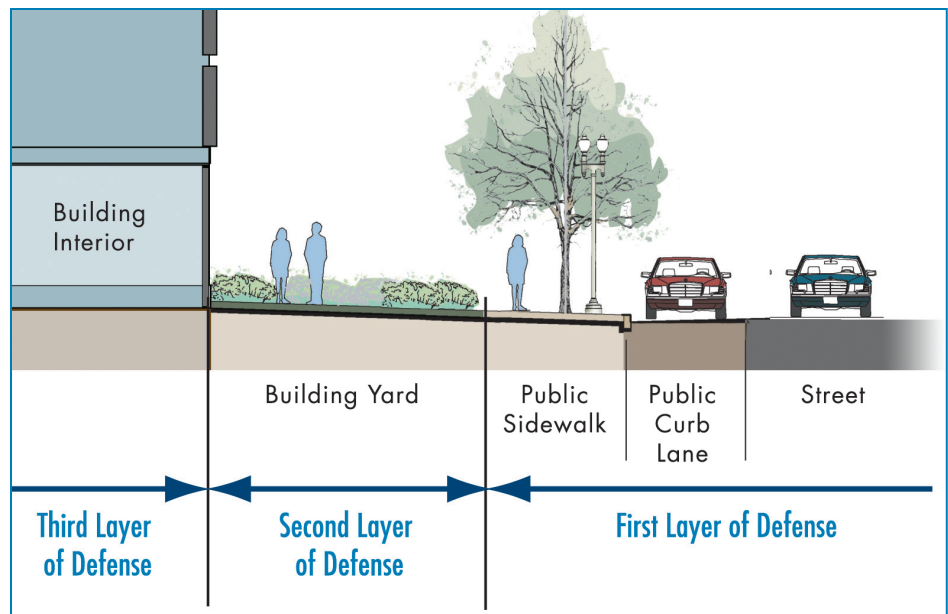 Building
Interior
Building Yard
Public
Sidewalk
Public
Curb
Lane
Street
Third Layer
of Defense
Second Layer
of Defense
First Layer of Defense